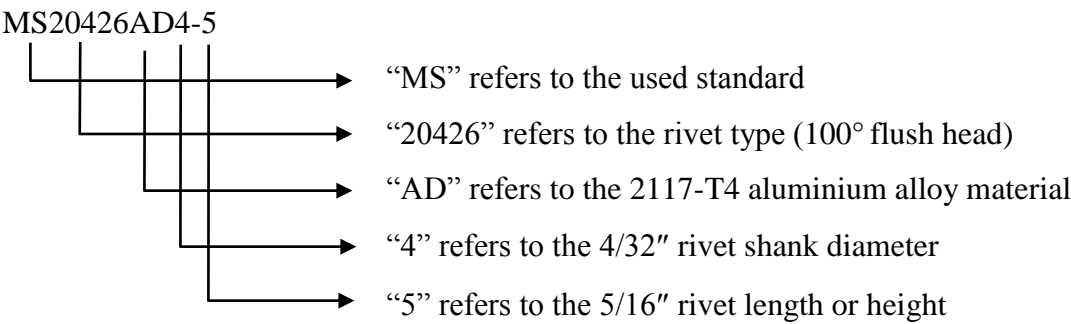 MS20426AD4-5
“MS” refers to the used standard
“20426” refers to the rivet type (100° flush head)
“AD” refers to the 2117-T4 aluminium alloy material
“4” refers to the 4/32″ rivet shank diameter
“5” refers to the 5/16″ rivet length or height